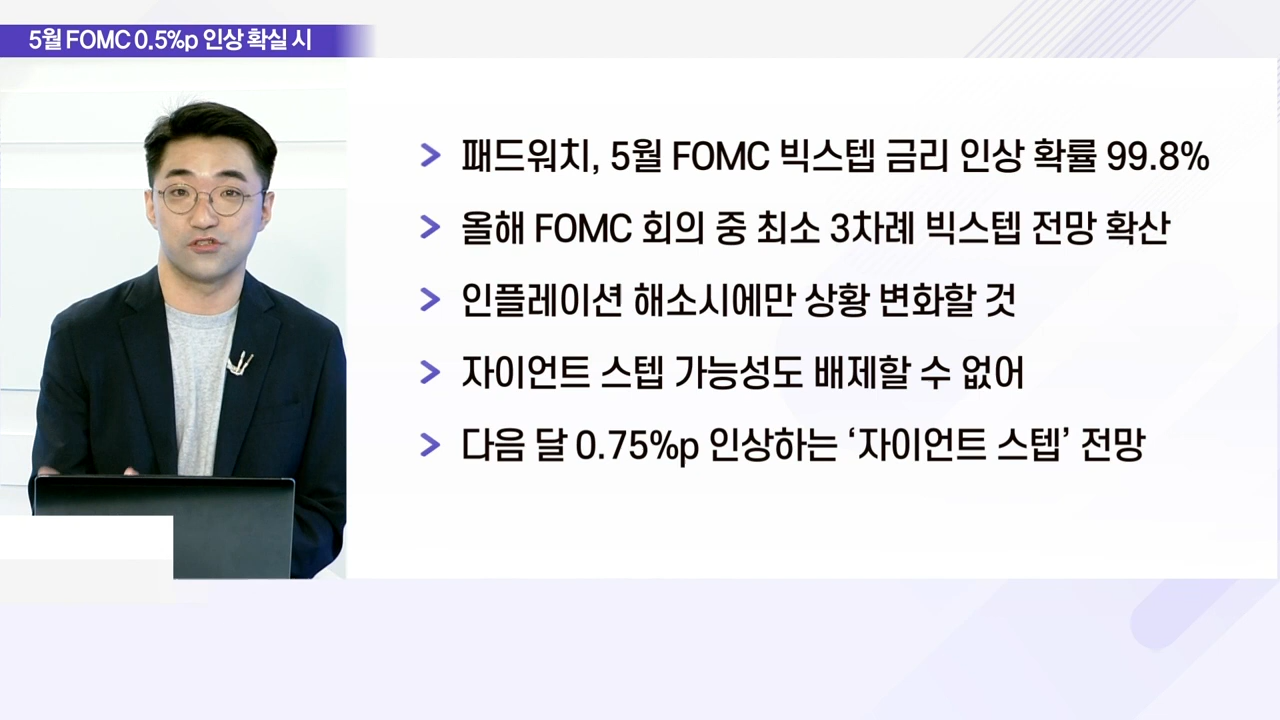 5월 FOMC 0.5%p 인상 확실 시
> 패드워치, 5월 FOMC 빅스텝 금리 인상 확률 99.8%
> 올해 FOMC 회의 중 최소 3차례 빅스텝 전망 확산
> 인플레이션 해소시에만 상황 변화할 것
> 자이언트 스텝 가능성도 배제할 수 없어
> 다음 달 0.75%p 인상하는 ‘자이언트 스텝’ 전망